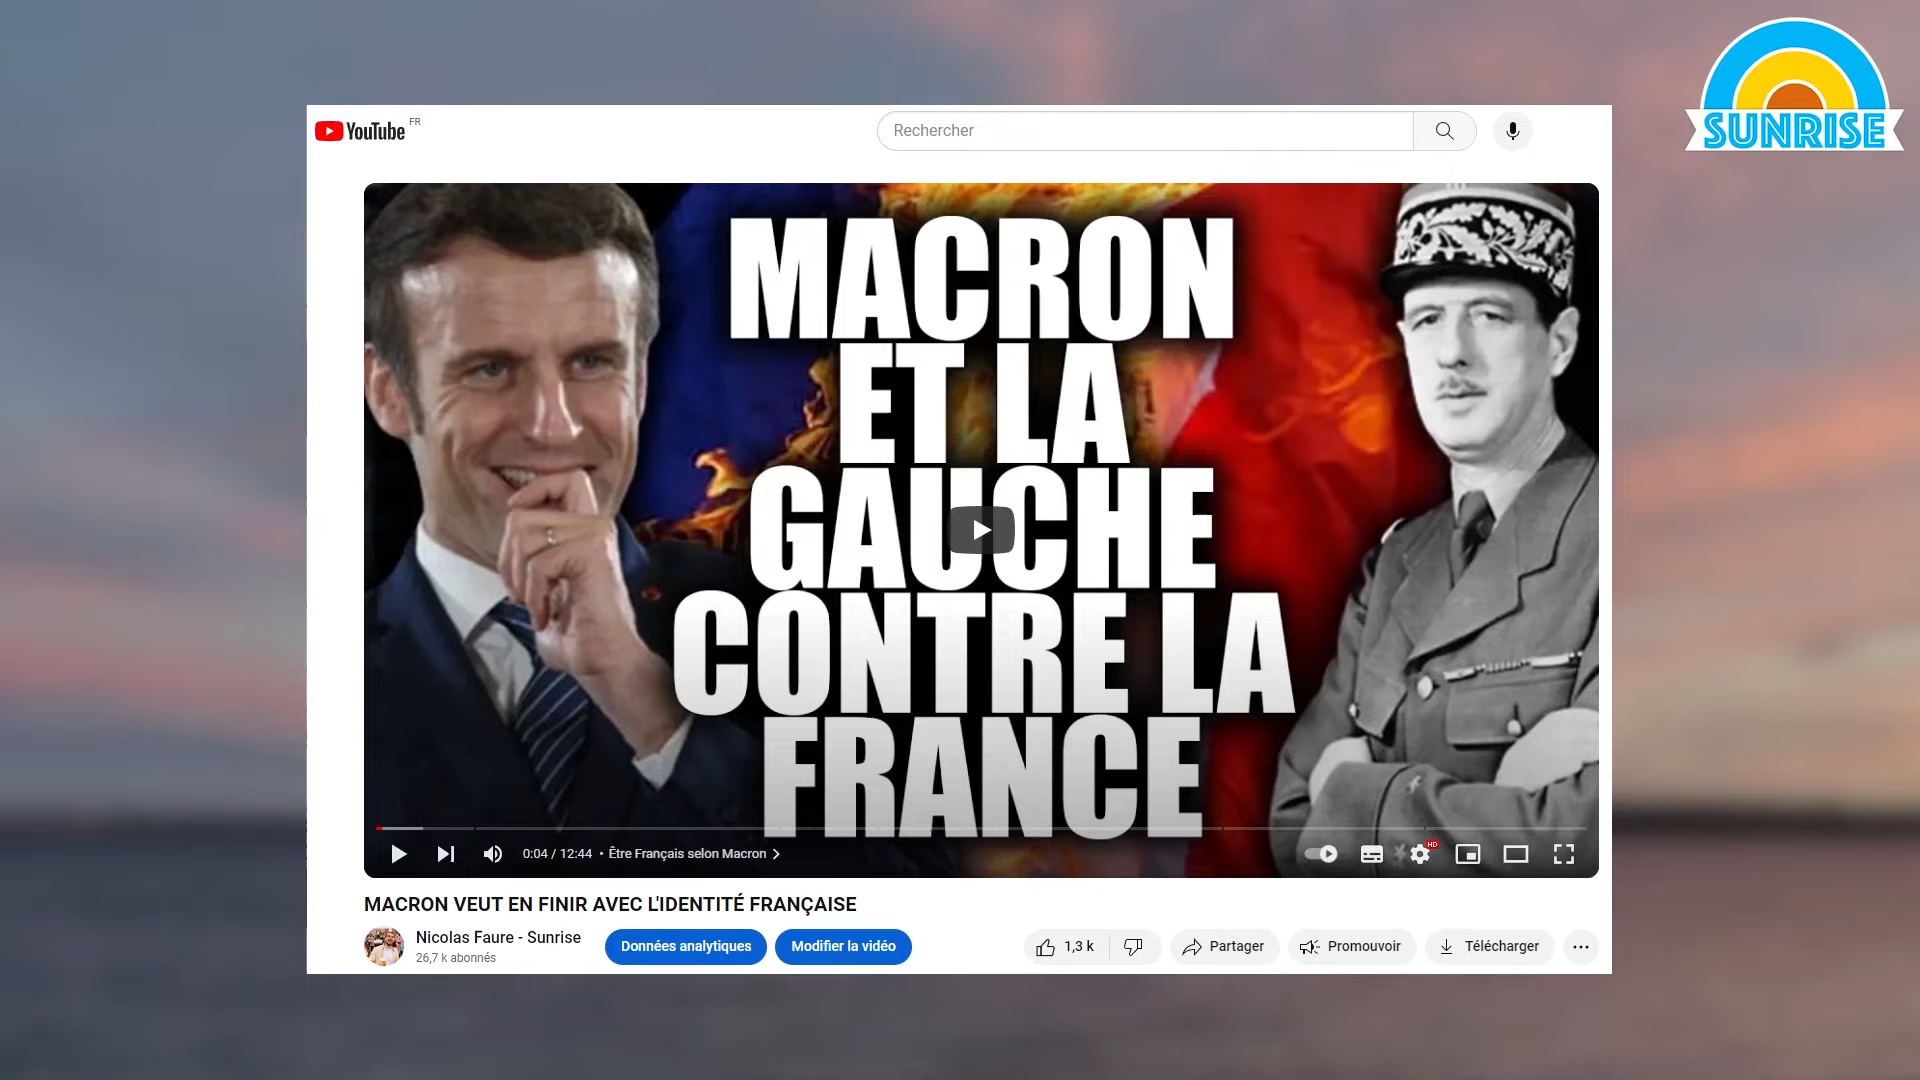 SUNRISE
YouTube FR
Rechercher
MACRON
ET LA
GAUCHE
CONTRE LA
FRANCE
0:04 / 12:44 • Être Français selon Macron
HD
MACRON VEUT EN FINIR AVEC L'IDENTITÉ FRANÇAISE
Nicolas Faure - Sunrise
26,7 k abonnés
Données analytiques
Modifier la vidéo
1,3 k
Partager
Promouvoir
Télécharger